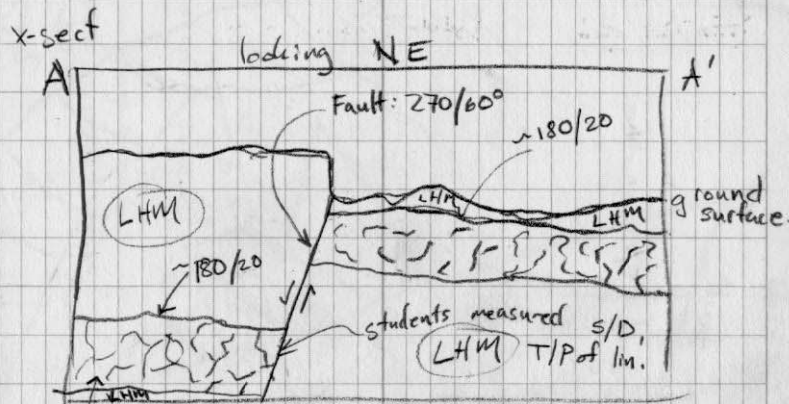 x-sect
looking NE
A
A'
Fault: 270/60°
~180/20
LHM
LHM
ground
surface.
LHM
~180/20
students measured S/D,
T/P of lin.
LHM
LHM